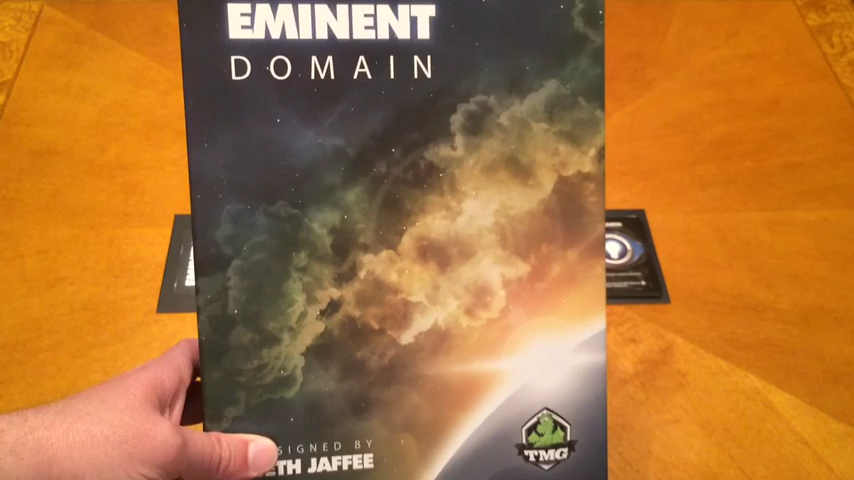 EMINENT
DOMAIN
SIGNED BY
ETH JAFFEE
TMG